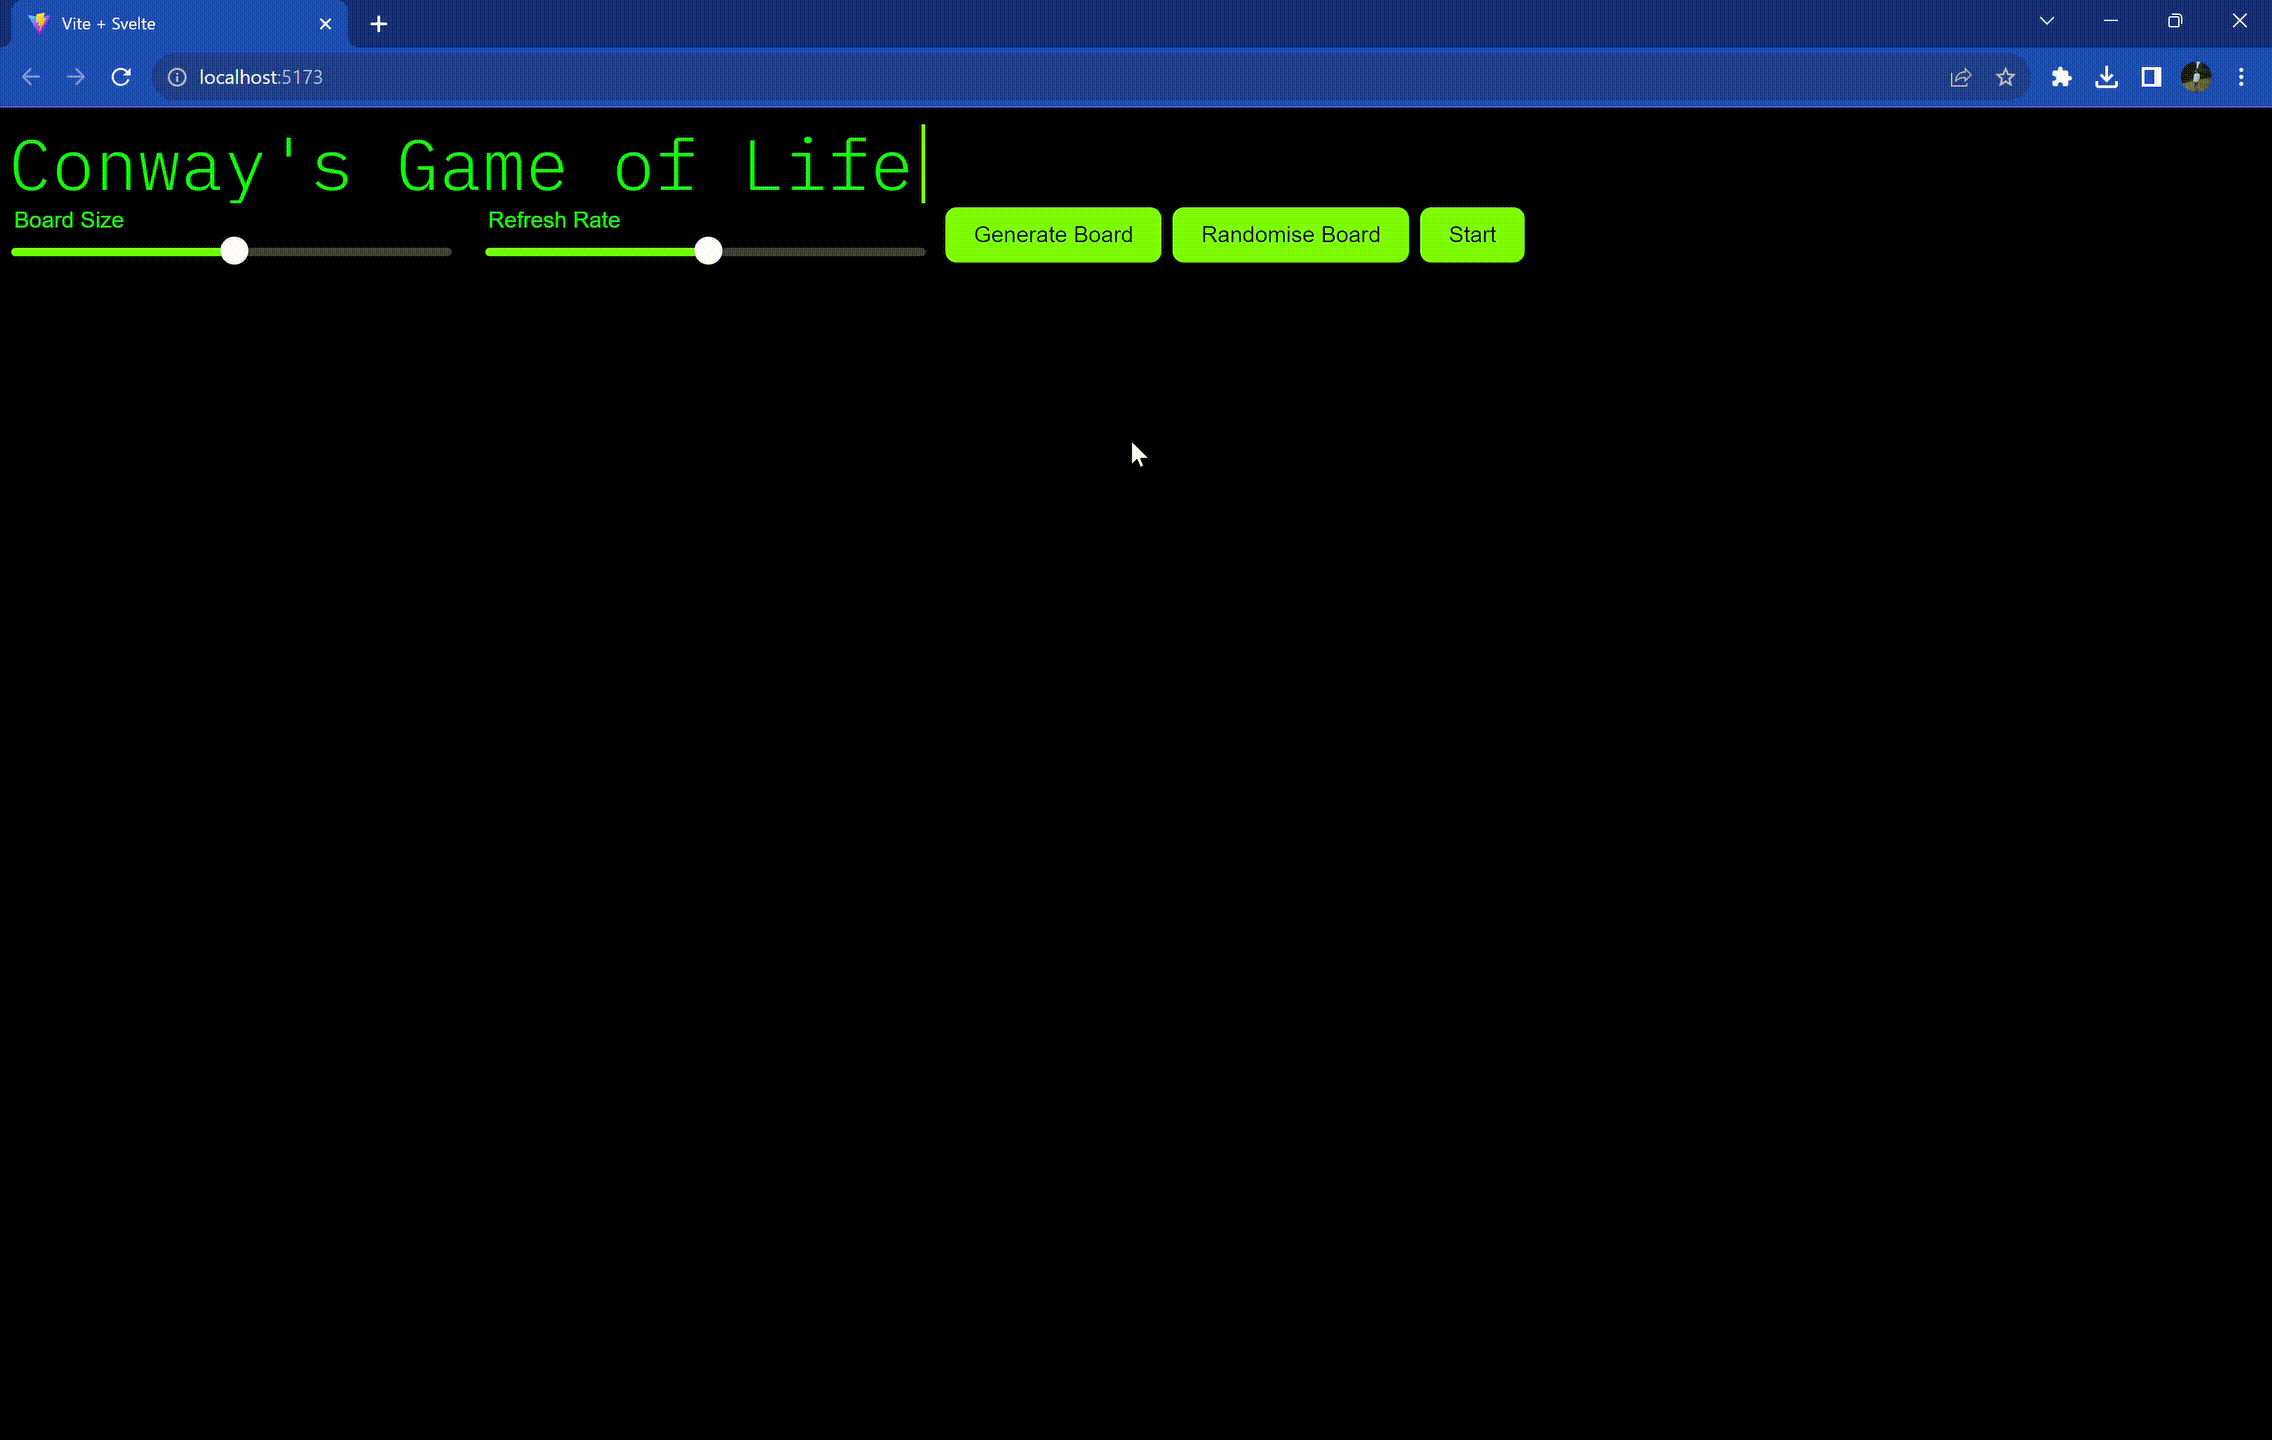 Vite + Svelte
localhost:5173
Conway's Game of Life
Board Size
Refresh Rate
Generate Board
Randomise Board
Start